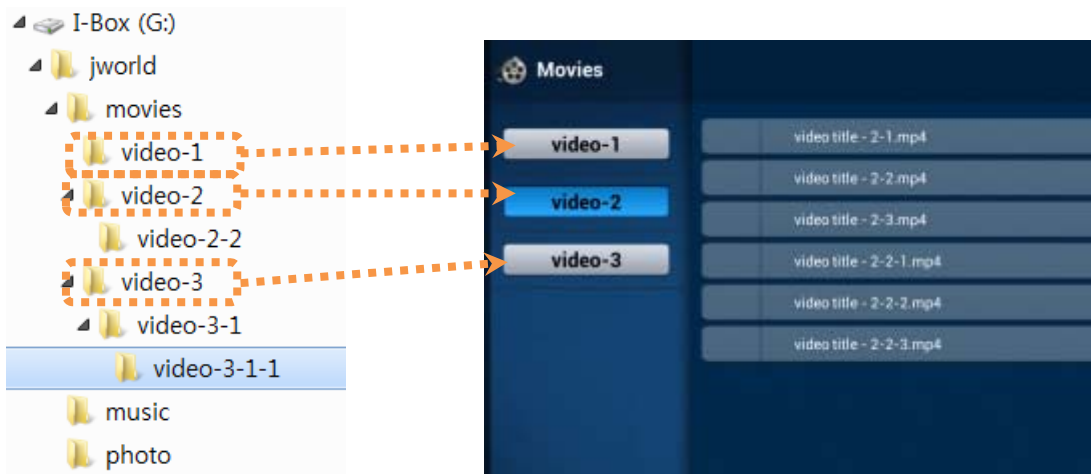 I-Box (G:)
jworld
movies
video-1
video-2
video-2-2
video-3
video-3-1
video-3-1-1
music
photo
Movies
video-1
video-2
video-3
video title - 2-1.mp4
video title - 2-2.mp4
video title - 2-3.mp4
video title - 2-2-1.mp4
video title - 2-2-2.mp4
video title - 2-2-3.mp4